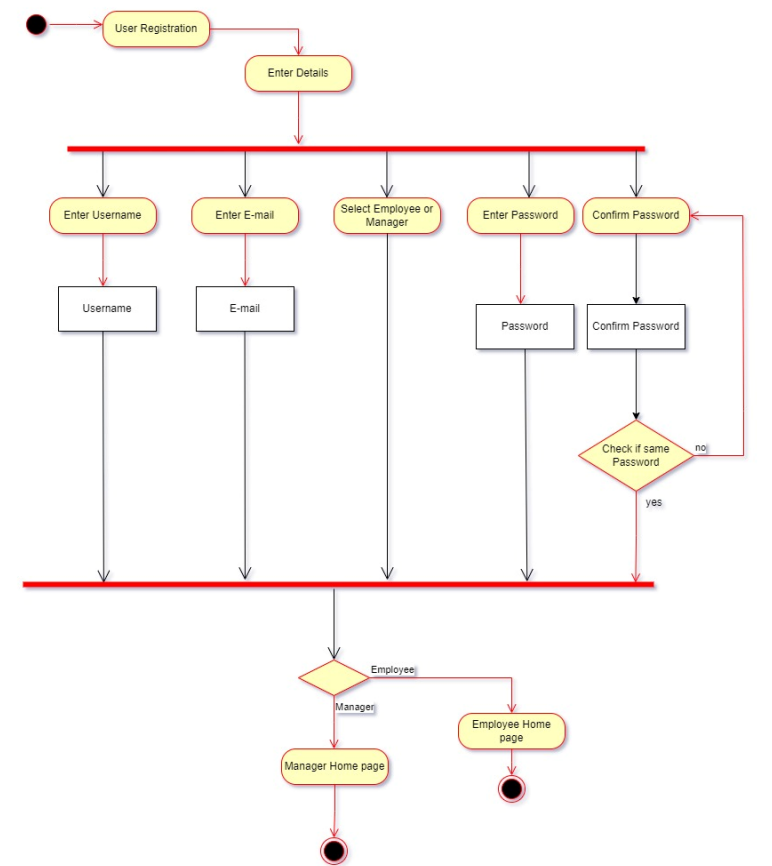 User Registration
Enter Details
Enter Username
Enter E-mail
Select Employee or
Manager
Enter Password
Confirm Password
Username
E-mail
Password
Confirm Password
Check if same
Password
no
yes
Employee
Manager
Employee Home
page
Manager Home page